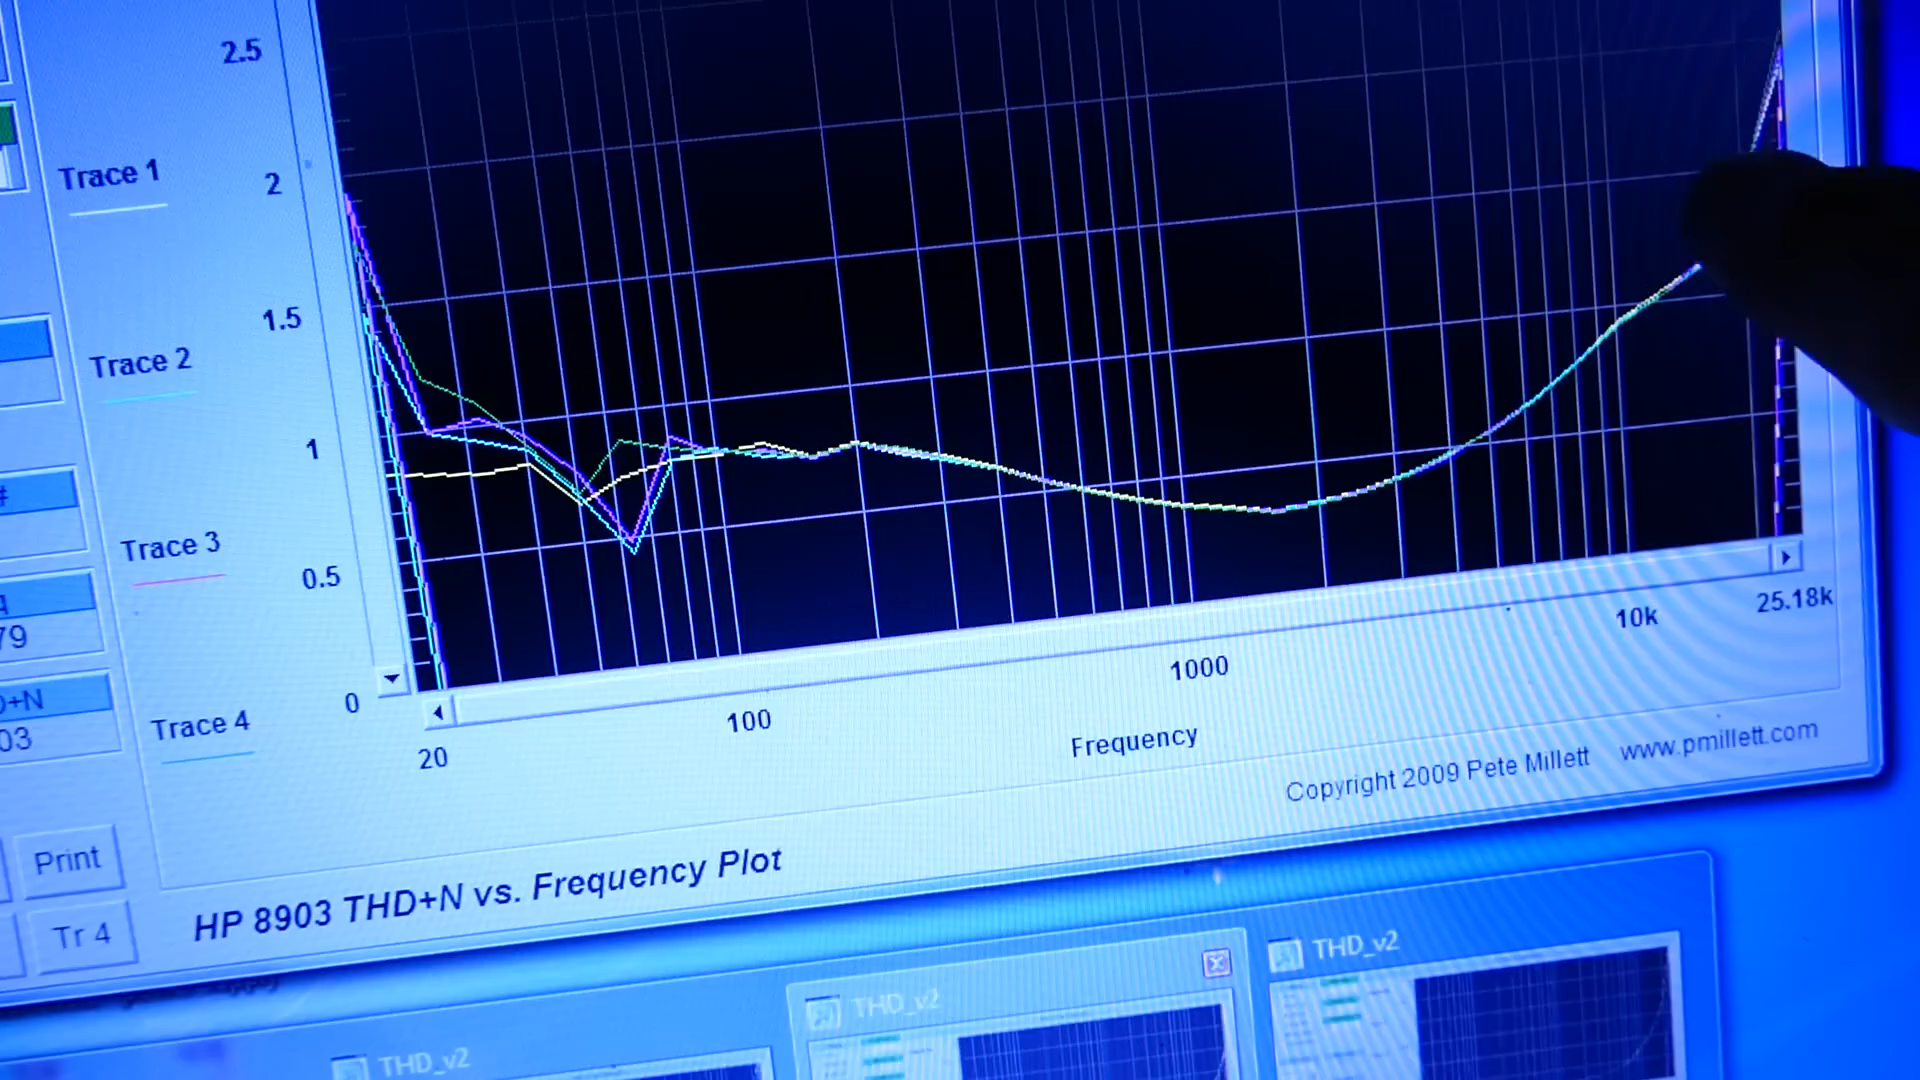 2.5
Trace 1
2
1.5
Trace 2
1
#
Trace 3
0.5
79
D+N
03
Trace 4
0
20
100
1000
10k
25.18k
Frequency
Copyright 2009 Pete Millett
www.pmillett.com
Print
Tr 4
HP 8903 THD+N vs. Frequency Plot
THD_v2
THD_v2
THD_v2